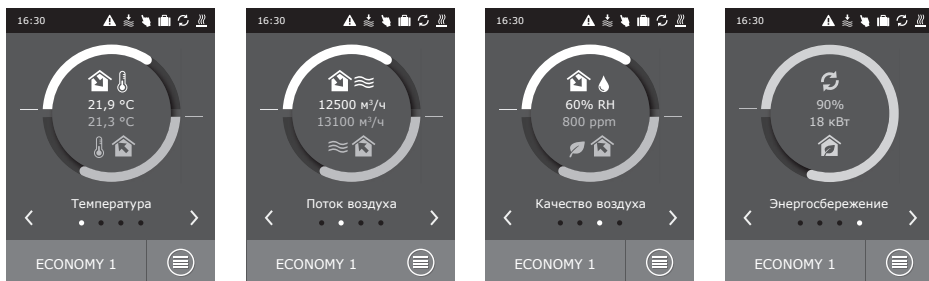 16:30
21,9 °C
21,3 °C
Температура
ECONOMY 1
16:30
12500 м³/ч
13100 м³/ч
Поток воздуха
ECONOMY 1
16:30
60% RH
800 ppm
Качество воздуха
ECONOMY 1
16:30
90%
18 кВт
Энергосбережение
ECONOMY 1